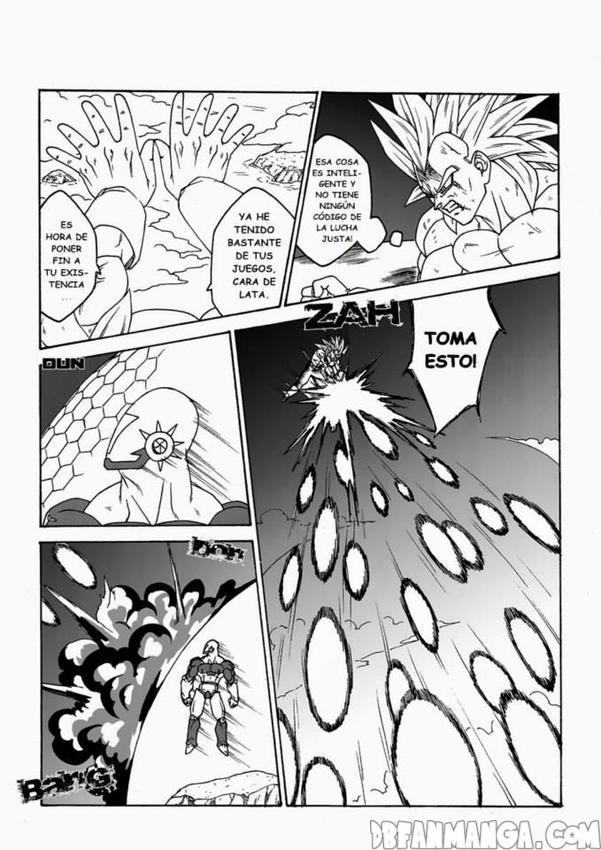 ES
HORA DE
PONER
FIN A
TU EXIS-
TENCIA
...
YA HE
TENIDO
BASTANTE
DE TUS
JUEGOS,
CARA DE
LATA.
ESA COSA
ES INTELI-
GENTE Y
NO TIENE
NINGÚN
CÓDIGO DE
LA LUCHA
JUSTA!
ZAH
TOMA
ESTO!
DUN
DON
BANG
DBFANMANGA.COM